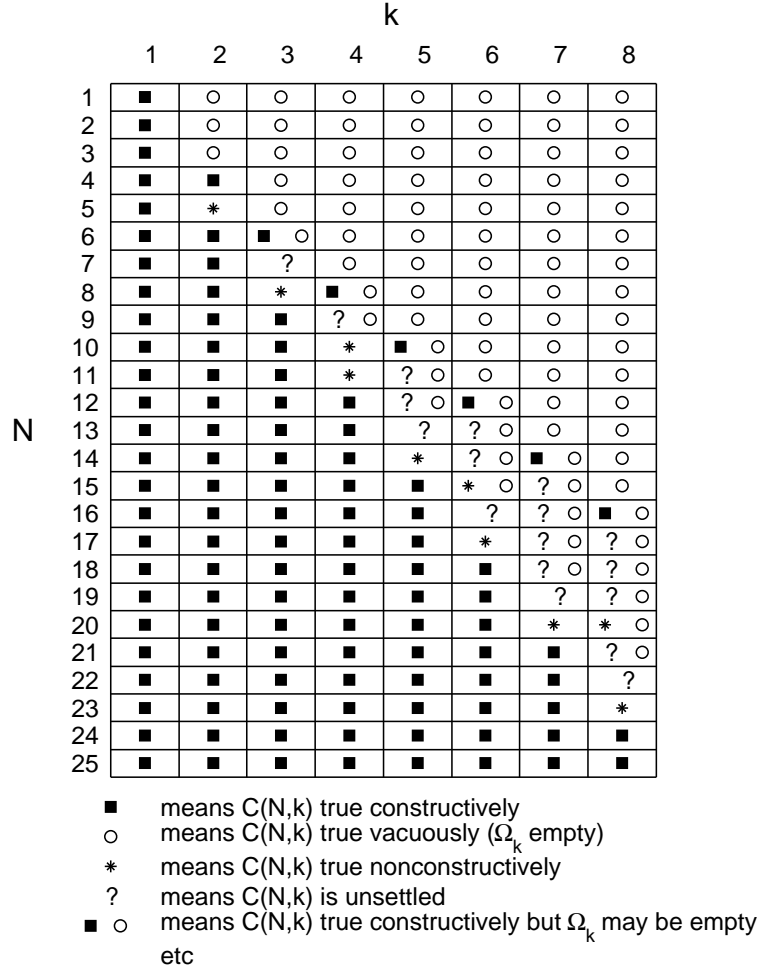 k
1 2 3 4 5 6 7 8
N
1 ■ ○ ○ ○ ○ ○ ○ ○
2 ■ ○ ○ ○ ○ ○ ○ ○
3 ■ ○ ○ ○ ○ ○ ○ ○
4 ■ ■ ○ ○ ○ ○ ○ ○
5 ■ * ○ ○ ○ ○ ○ ○
6 ■ ■ ■ ○ ○ ○ ○ ○ ○
7 ■ ■ ? ○ ○ ○ ○ ○
8 ■ ■ * ■ ○ ○ ○ ○ ○
9 ■ ■ ■ ? ○ ○ ○ ○ ○
10 ■ ■ ■ * ■ ○ ○ ○ ○
11 ■ ■ ■ * ? ○ ○ ○ ○
12 ■ ■ ■ ■ ? ○ ■ ○ ○ ○
13 ■ ■ ■ ■ ? ? ○ ○ ○
14 ■ ■ ■ ■ * ? ○ ■ ○ ○
15 ■ ■ ■ ■ ■ * ○ ? ○ ○
16 ■ ■ ■ ■ ■ ? ? ○ ■ ○
17 ■ ■ ■ ■ ■ * ? ○ ? ○
18 ■ ■ ■ ■ ■ ■ ? ○ ? ○
19 ■ ■ ■ ■ ■ ■ ? ? ○
20 ■ ■ ■ ■ ■ ■ * * ○
21 ■ ■ ■ ■ ■ ■ ■ ? ○
22 ■ ■ ■ ■ ■ ■ ■ ?
23 ■ ■ ■ ■ ■ ■ ■ *
24 ■ ■ ■ ■ ■ ■ ■ ■
25 ■ ■ ■ ■ ■ ■ ■ ■
■ means C(N,k) true constructively
○ means C(N,k) true vacuously (Ω_k empty)
* means C(N,k) true nonconstructively
? means C(N,k) is unsettled
■ ○ means C(N,k) true constructively but Ω_k may be empty
etc